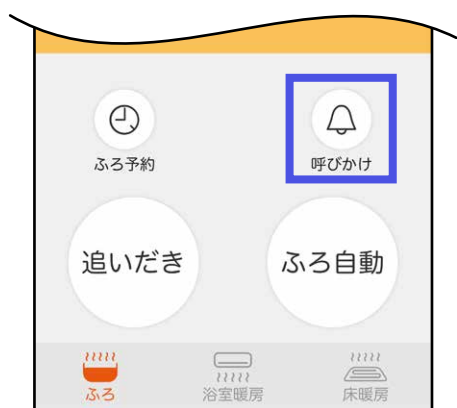 ふろ予約
呼びかけ
追いだき
ふろ自動
ふろ
浴室暖房
床暖房